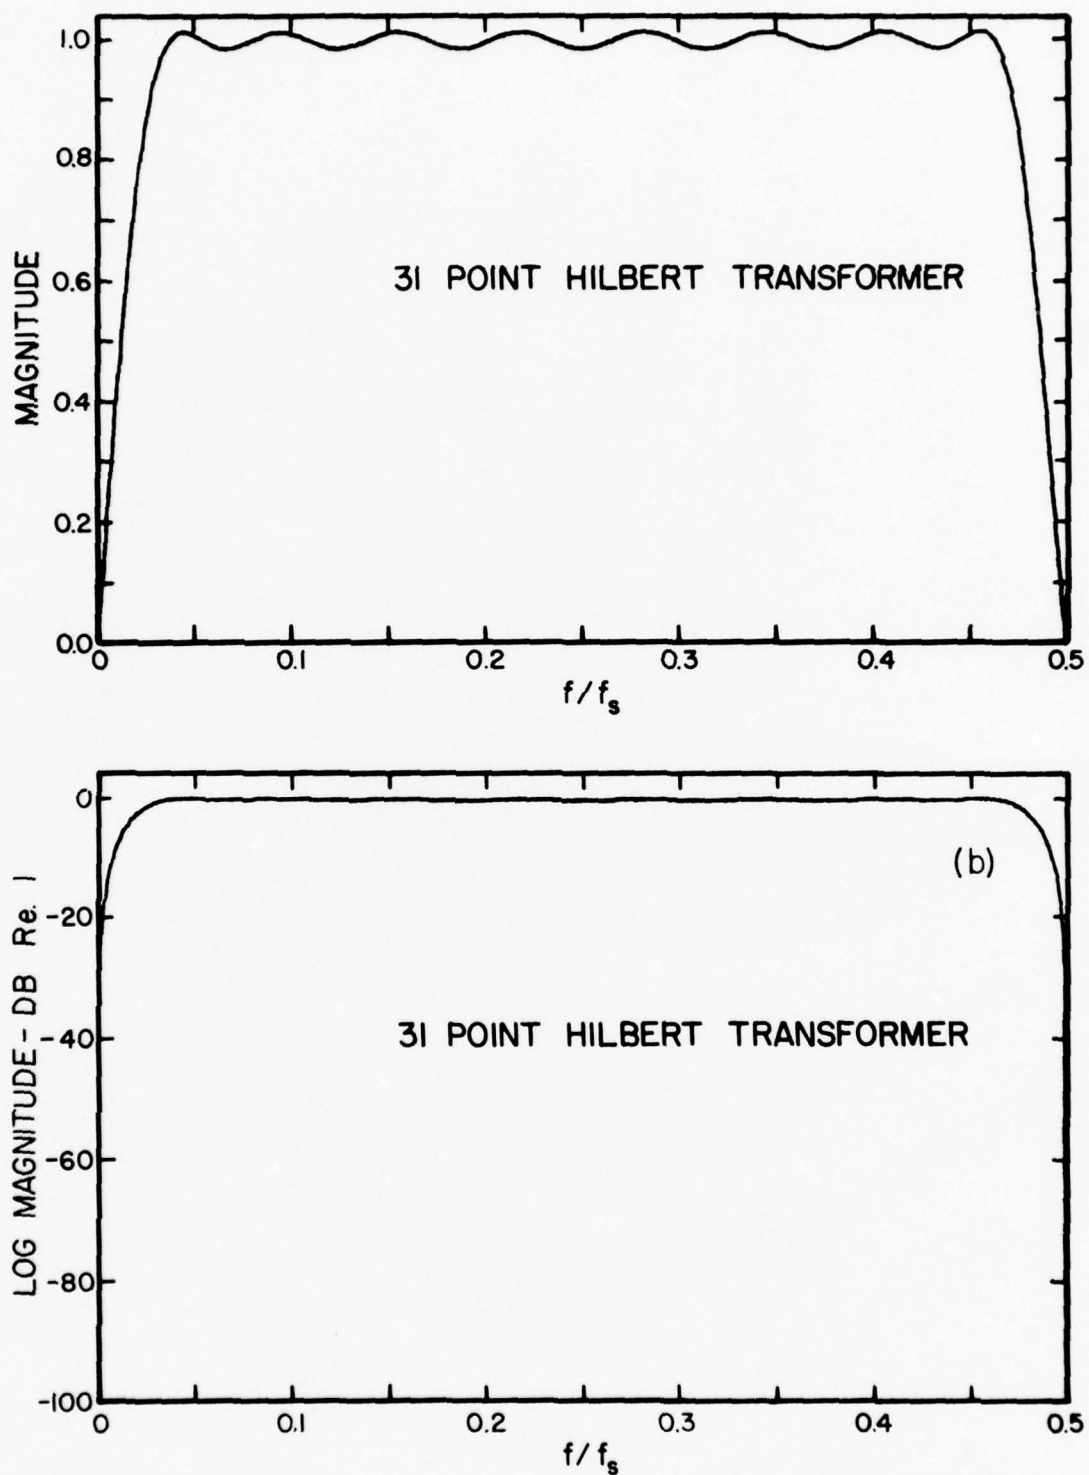 1.0
0.8
0.6
0.4
0.2
0.0
MAGNITUDE
31 POINT HILBERT TRANSFORMER
0 0.1 0.2 0.3 0.4 0.5
f/fs
0
-20
-40
-60
-80
-100
LOG MAGNITUDE - DB Re. 1
(b)
31 POINT HILBERT TRANSFORMER
0 0.1 0.2 0.3 0.4 0.5
f/fs